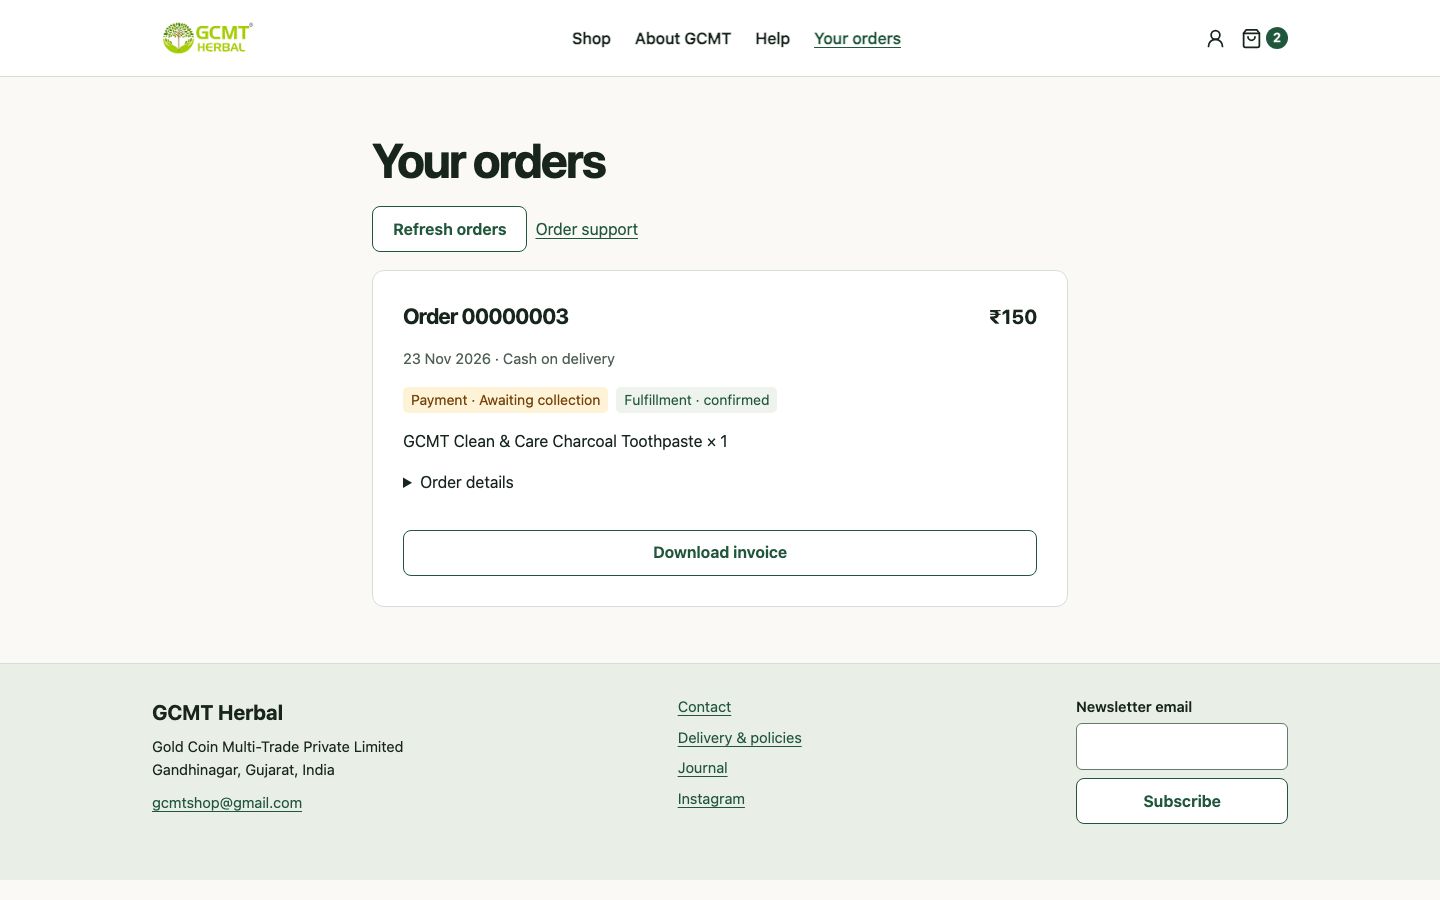 GCMT®
HERBAL
Shop About GCMT Help Your orders
2
Your orders
Refresh orders Order support
Order 00000003 ₹150
23 Nov 2026 · Cash on delivery
Payment · Awaiting collection Fulfillment · confirmed
GCMT Clean & Care Charcoal Toothpaste × 1
Order details
Download invoice
GCMT Herbal
Gold Coin Multi-Trade Private Limited
Gandhinagar, Gujarat, India
gcmtshop@gmail.com
Contact
Delivery & policies
Journal
Instagram
Newsletter email
Subscribe